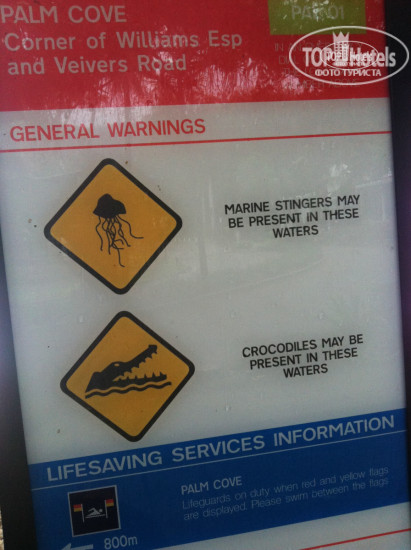 PALM COVE
Corner of Williams Esp
and Veivers Road
TOP Hotels
ФОТО ТУРИСТА
GENERAL WARNINGS
MARINE STINGERS MAY
BE PRESENT IN THESE
WATERS
CROCODILES MAY BE
PRESENT IN THESE
WATERS
LIFESAVING SERVICES INFORMATION
PALM COVE
Lifeguards on duty when red and yellow flags
are displayed. Please swim between the flags
800m